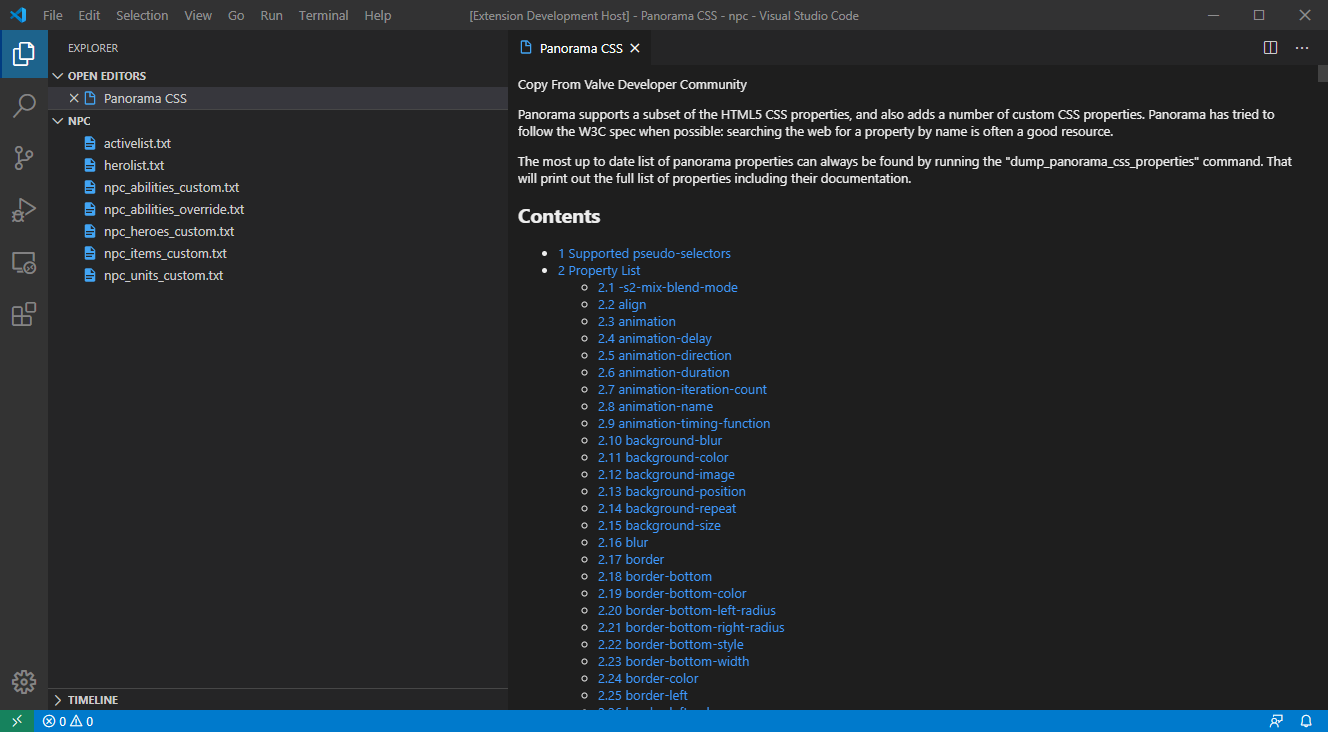 File Edit Selection View Go Run Terminal Help [Extension Development Host] - Panorama CSS - npc - Visual Studio Code
EXPLORER
OPEN EDITORS
Panorama CSS
NPC
activelist.txt
herolist.txt
npc_abilities_custom.txt
npc_abilities_override.txt
npc_heroes_custom.txt
npc_items_custom.txt
npc_units_custom.txt
TIMELINE
Panorama CSS
Copy From Valve Developer Community
Panorama supports a subset of the HTML5 CSS properties, and also adds a number of custom CSS properties. Panorama has tried to
follow the W3C spec when possible: searching the web for a property by name is often a good resource.
The most up to date list of panorama properties can always be found by running the "dump_panorama_css_properties" command. That
will print out the full list of properties including their documentation.
Contents
1 Supported pseudo-selectors
2 Property List
2.1 -s2-mix-blend-mode
2.2 align
2.3 animation
2.4 animation-delay
2.5 animation-direction
2.6 animation-duration
2.7 animation-iteration-count
2.8 animation-name
2.9 animation-timing-function
2.10 background-blur
2.11 background-color
2.12 background-image
2.13 background-position
2.14 background-repeat
2.15 background-size
2.16 blur
2.17 border
2.18 border-bottom
2.19 border-bottom-color
2.20 border-bottom-left-radius
2.21 border-bottom-right-radius
2.22 border-bottom-style
2.23 border-bottom-width
2.24 border-color
2.25 border-left
0 0